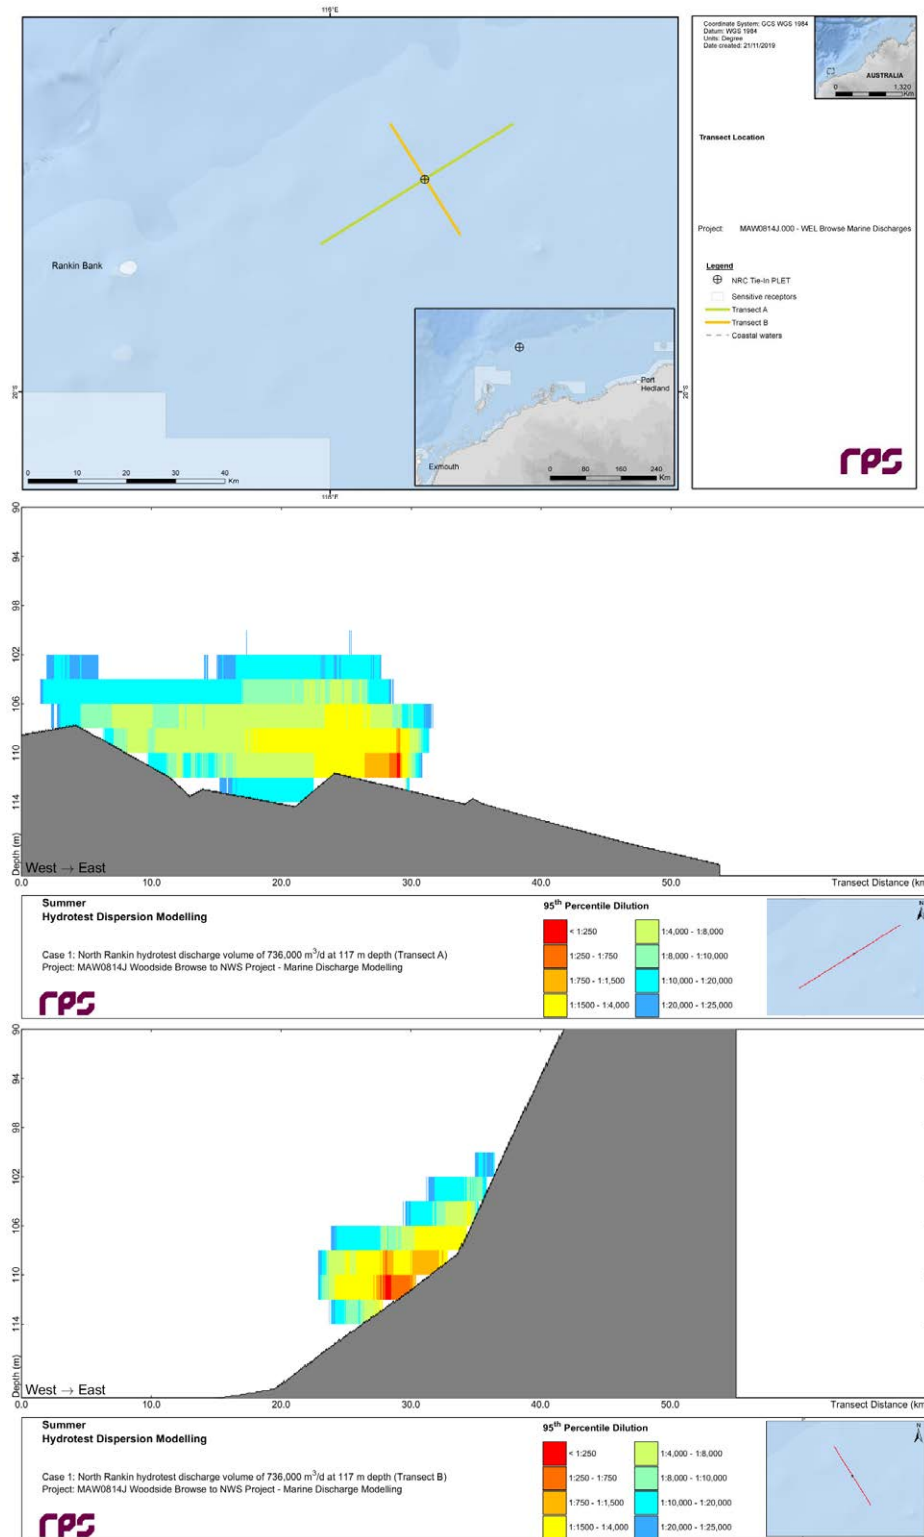 116°E
Coordinate System: GCS WGS 1984
Datum: WGS 1984
Units: Degree
Date created: 21/11/2019
AUSTRALIA
0 1,320
Km
Transect Location
Project: MAW0814J.000 - WEL Browse Marine Discharges
Legend
NRC Tie-In PLET
Sensitive receptors
Transect A
Transect B
Coastal waters
rps
Rankin Bank
Port
Hedland
Exmouth
20°S
20°S
0 10 20 30 40
Km
0 80 160 240
Km
116°E
90
94
98
102
106
110
114
Depth (m)
West → East
0.0 10.0 20.0 30.0 40.0 50.0 Transect Distance (km
Summer
Hydrotest Dispersion Modelling
Case 1: North Rankin hydrotest discharge volume of 736,000 m³/d at 117 m depth (Transect A)
Project: MAW0814J Woodside Browse to NWS Project - Marine Discharge Modelling
rps
95th Percentile Dilution
< 1:250 1:4,000 - 1:8,000
1:250 - 1:750 1:8,000 - 1:10,000
1:750 - 1:1,500 1:10,000 - 1:20,000
1:1500 - 1:4,000 1:20,000 - 1:25,000
N
90
94
98
102
106
110
114
Depth (m)
West → East
0.0 10.0 20.0 30.0 40.0 50.0 Transect Distance (km
Summer
Hydrotest Dispersion Modelling
Case 1: North Rankin hydrotest discharge volume of 736,000 m³/d at 117 m depth (Transect B)
Project: MAW0814J Woodside Browse to NWS Project - Marine Discharge Modelling
rps
95th Percentile Dilution
< 1:250 1:4,000 - 1:8,000
1:250 - 1:750 1:8,000 - 1:10,000
1:750 - 1:1,500 1:10,000 - 1:20,000
1:1500 - 1:4,000 1:20,000 - 1:25,000
N